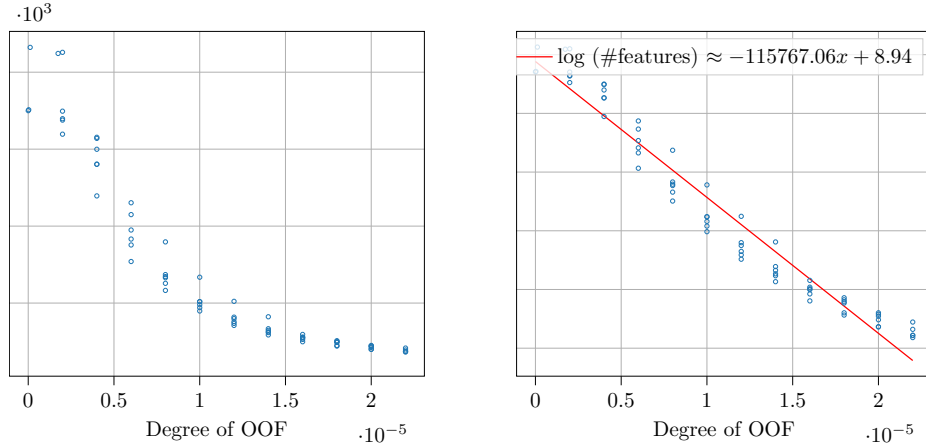 ·10³
0 0.5 1 1.5 2
Degree of OOF
·10⁻⁵
log (#features) ≈ −115767.06x + 8.94
0 0.5 1 1.5 2
Degree of OOF
·10⁻⁵